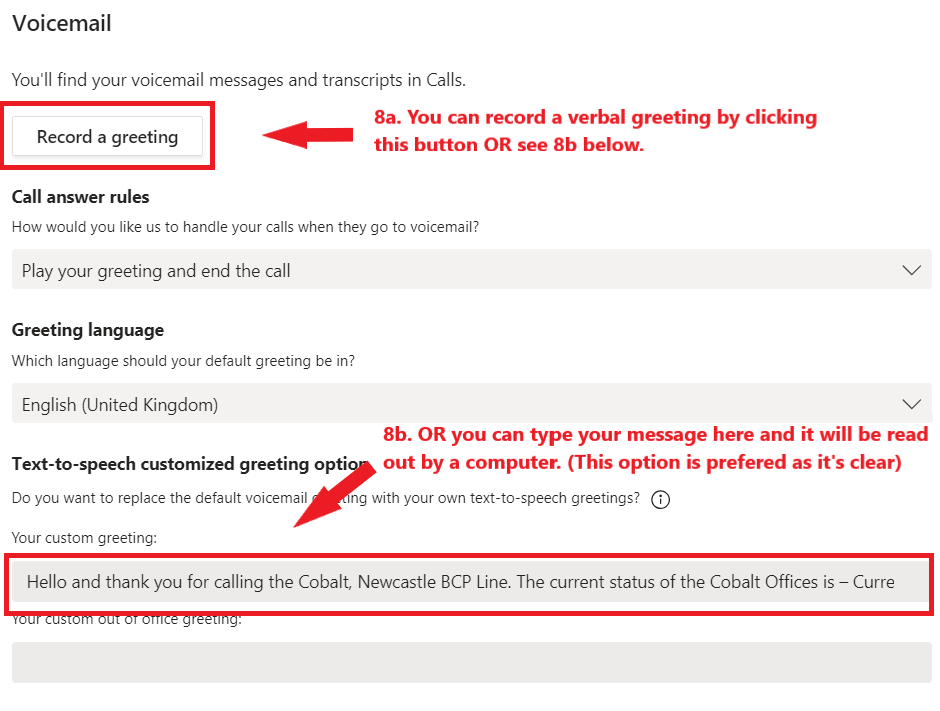 Voicemail
You'll find your voicemail messages and transcripts in Calls.
Record a greeting
8a. You can record a verbal greeting by clicking
this button OR see 8b below.
Call answer rules
How would you like us to handle your calls when they go to voicemail?
Play your greeting and end the call
Greeting language
Which language should your default greeting be in?
English (United Kingdom)
8b. OR you can type your message here and it will be read
out by a computer. (This option is prefered as it's clear)
Text-to-speech customized greeting option
Do you want to replace the default voicemail greeting with your own text-to-speech greetings?
Your custom greeting:
Hello and thank you for calling the Cobalt, Newcastle BCP Line. The current status of the Cobalt Offices is – Curre
Your custom out of office greeting: